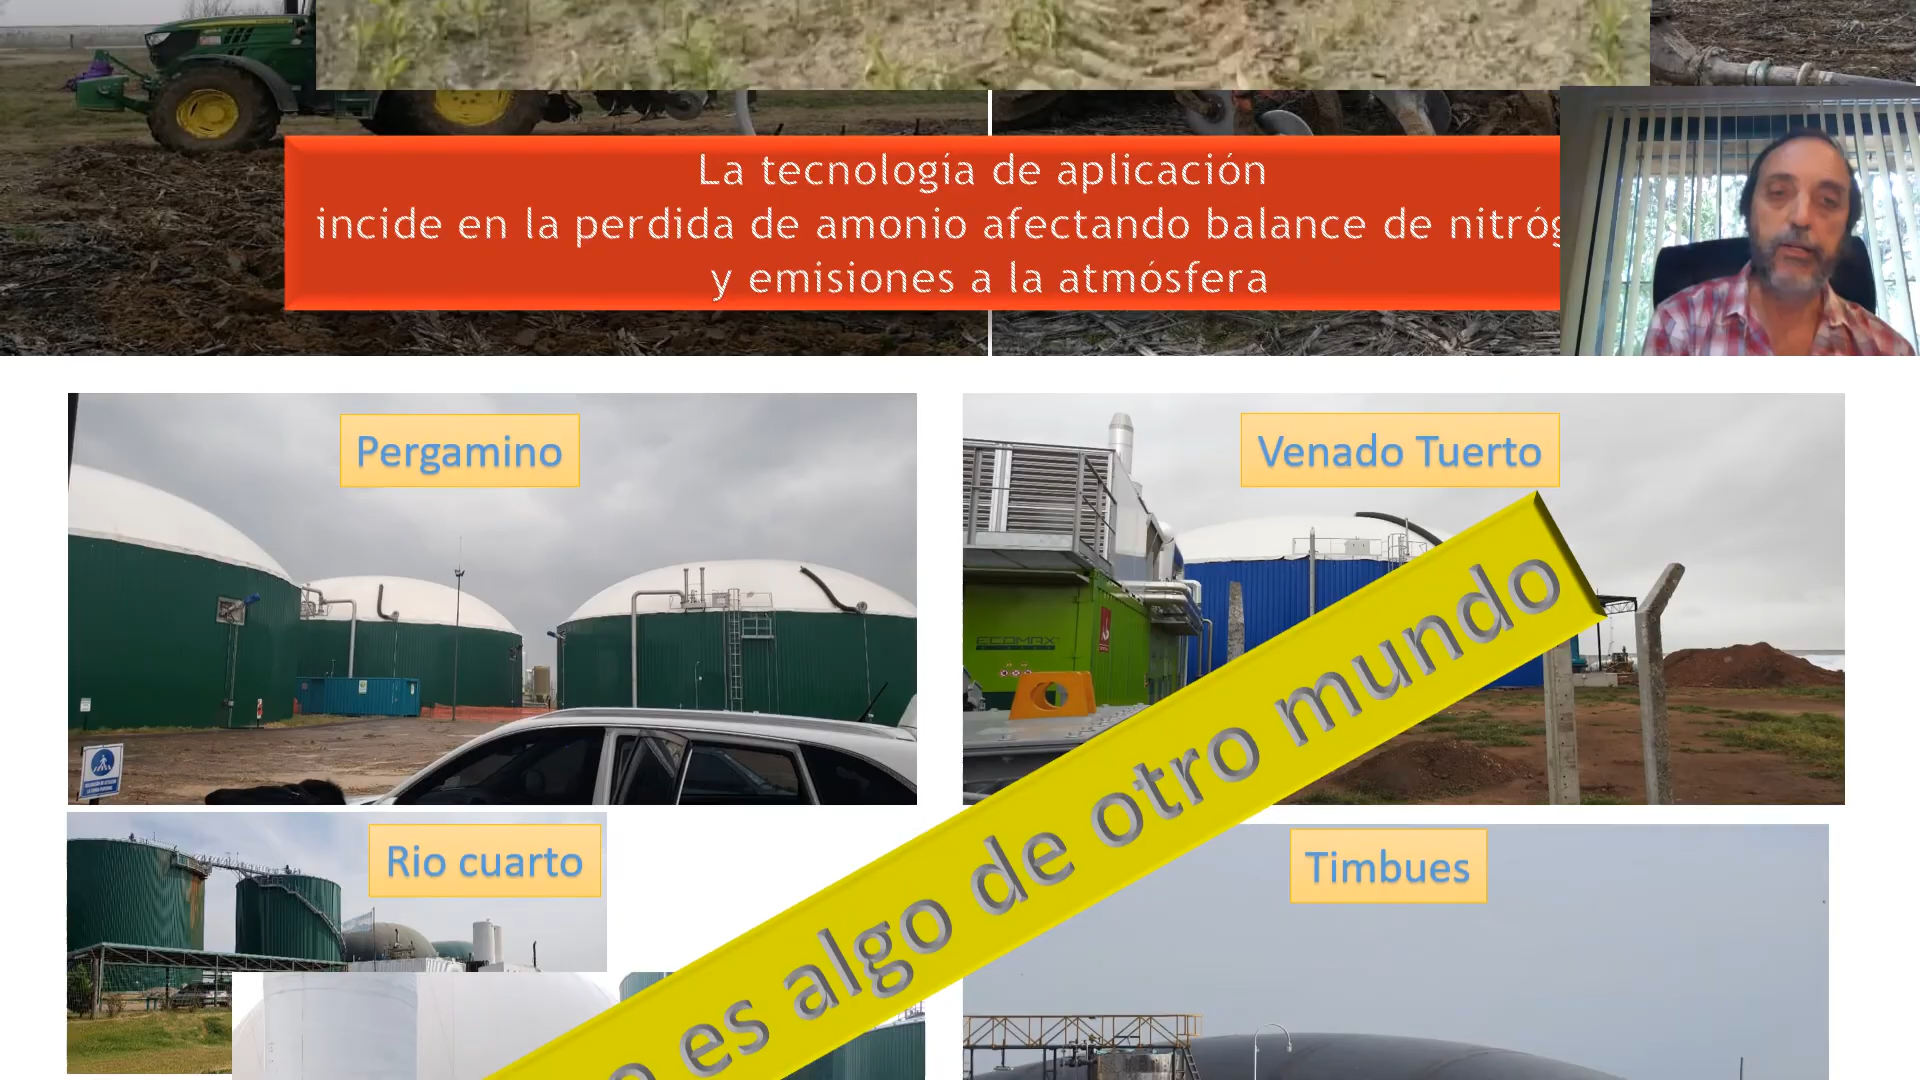 La tecnología de aplicación
incide en la perdida de amonio afectando balance de nitróg
y emisiones a la atmósfera
Pergamino
Venado Tuerto
ECOMAX
Rio cuarto
Timbues
o es algo de otro mundo